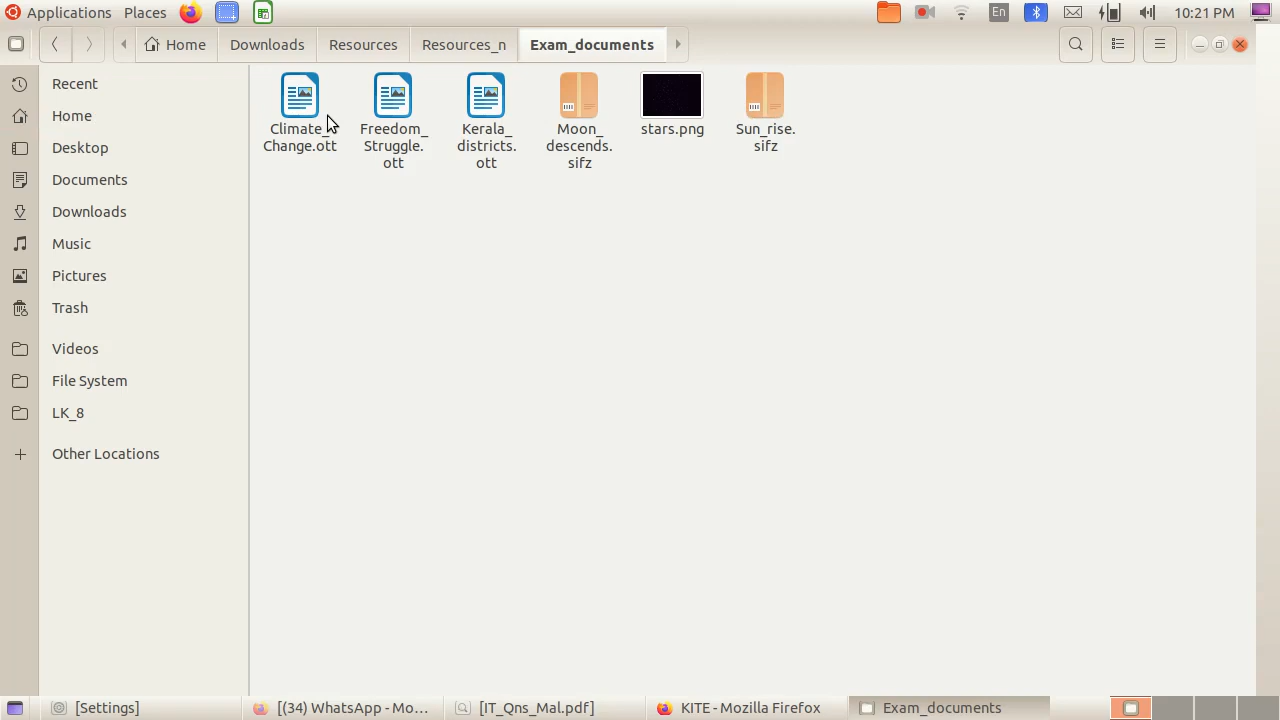 Applications Places En 10:21 PM
Home Downloads Resources Resources_n Exam_documents
Recent
Home
Desktop
Documents
Downloads
Music
Pictures
Trash
Videos
File System
LK_8
Other Locations
Climate_
Change.ott
Freedom_
Struggle.
ott
Kerala_
districts.
ott
Moon_
descends.
sifz
stars.png
Sun_rise.
sifz
[Settings] [(34) WhatsApp - Mo... [IT_Qns_Mal.pdf] KITE - Mozilla Firefox Exam_documents